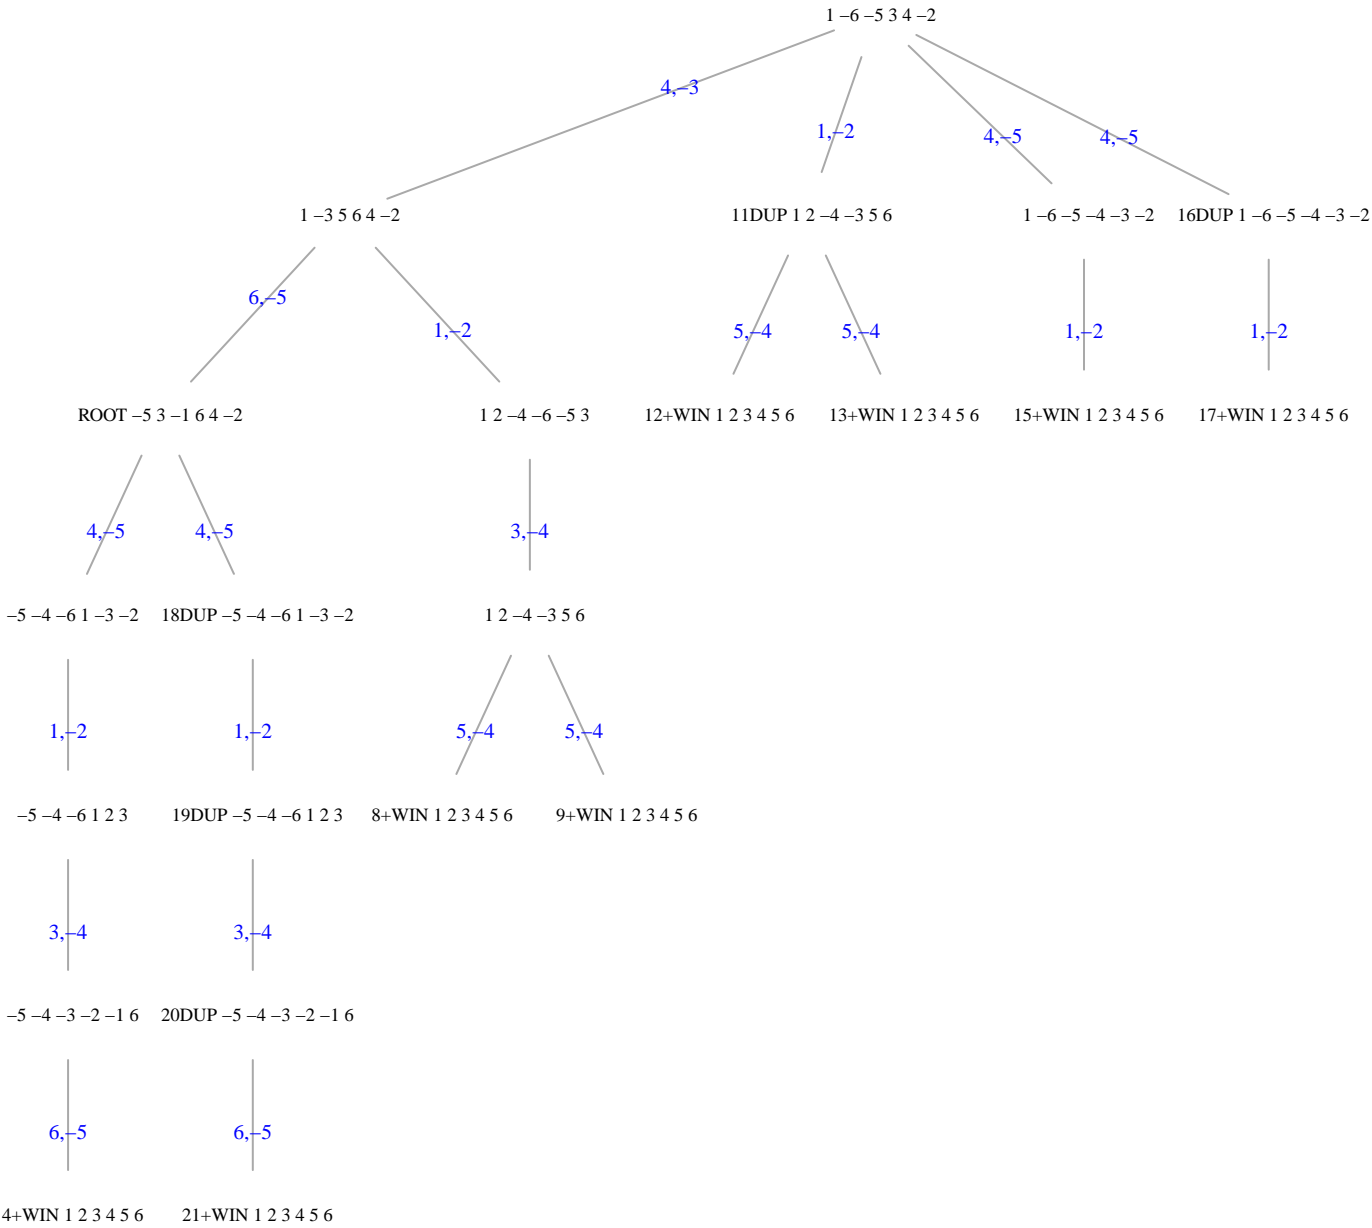 1 –6 –5 3 4 –2
4,–3
1,–2
4,–5
4,–5
1 –3 5 6 4 –2
11DUP 1 2 –4 –3 5 6
1 –6 –5 –4 –3 –2
16DUP 1 –6 –5 –4 –3 –2
6,–5
1,–2
5,–4
5,–4
1,–2
1,–2
ROOT –5 3 –1 6 4 –2
1 2 –4 –6 –5 3
12+WIN 1 2 3 4 5 6
13+WIN 1 2 3 4 5 6
15+WIN 1 2 3 4 5 6
17+WIN 1 2 3 4 5 6
4,–5
4,–5
3,–4
–5 –4 –6 1 –3 –2
18DUP –5 –4 –6 1 –3 –2
1 2 –4 –3 5 6
1,–2
1,–2
5,–4
5,–4
–5 –4 –6 1 2 3
19DUP –5 –4 –6 1 2 3
8+WIN 1 2 3 4 5 6
9+WIN 1 2 3 4 5 6
3,–4
3,–4
–5 –4 –3 –2 –1 6
20DUP –5 –4 –3 –2 –1 6
6,–5
6,–5
4+WIN 1 2 3 4 5 6
21+WIN 1 2 3 4 5 6